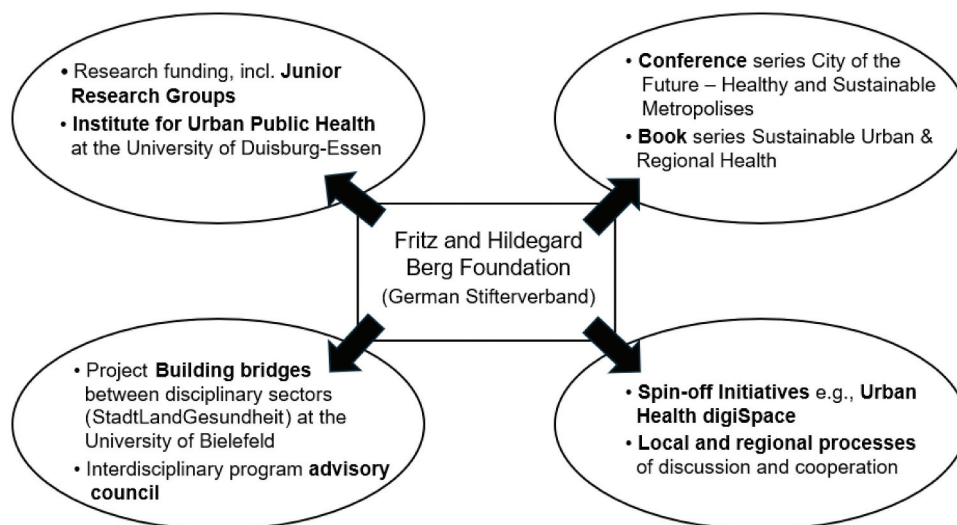 • Research funding, incl. Junior
Research Groups
• Institute for Urban Public Health
at the University of Duisburg-Essen
• Conference series City of the
Future – Healthy and Sustainable
Metropolises
• Book series Sustainable Urban &
Regional Health
Fritz and Hildegard
Berg Foundation
(German Stifterverband)
• Project Building bridges
between disciplinary sectors
(StadtLandGesundheit) at the
University of Bielefeld
• Interdisciplinary program advisory
council
• Spin-off Initiatives e.g., Urban
Health digiSpace
• Local and regional processes
of discussion and cooperation